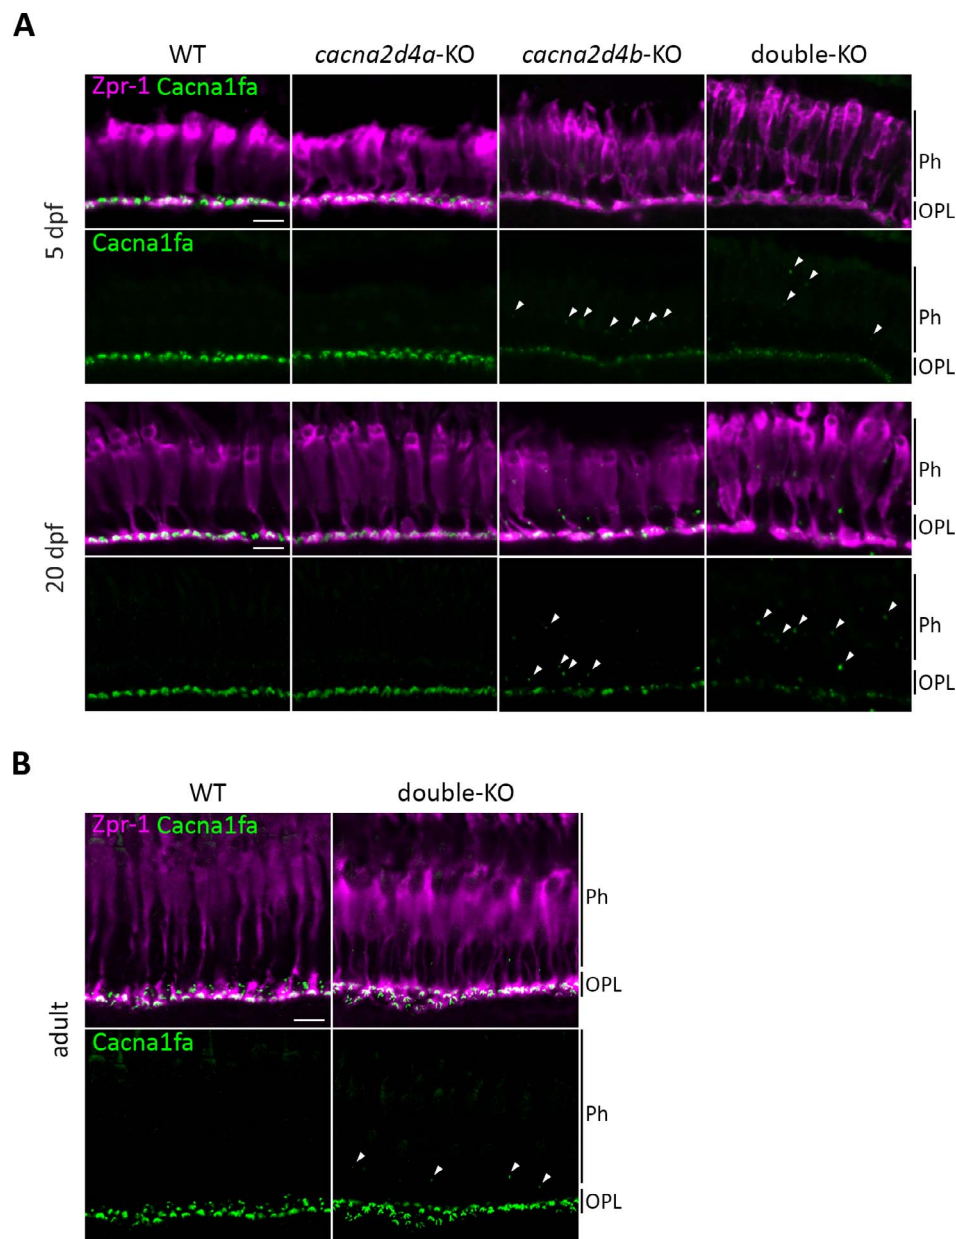 A
WT cacna2d4a-KO cacna2d4b-KO double-KO
Zpr-1 Cacna1fa
Ph
OPL
5 dpf
Cacna1fa
Ph
OPL
Ph
OPL
20 dpf
Ph
OPL
B
WT double-KO
Zpr-1 Cacna1fa
Ph
OPL
adult
Cacna1fa
Ph
OPL